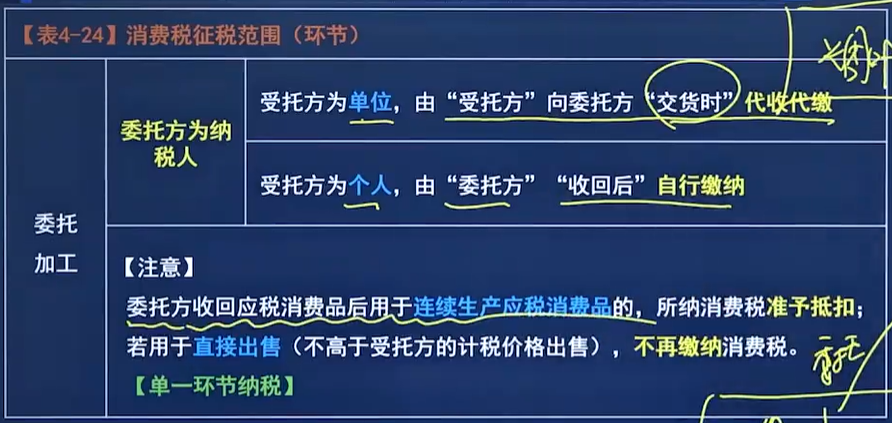 【表4-24】消费税征税范围（环节）
受托方为单位，由“受托方”向委托方“交货时”代收代缴
委托方为纳
税人
受托方为个人，由“委托方”“收回后”自行缴纳
委托
加工
【注意】
委托方收回应税消费品后用于连续生产应税消费品的，所纳消费税准予抵扣；
若用于直接出售（不高于受托方的计税价格出售），不再缴纳消费税。
【单一环节纳税】
委托